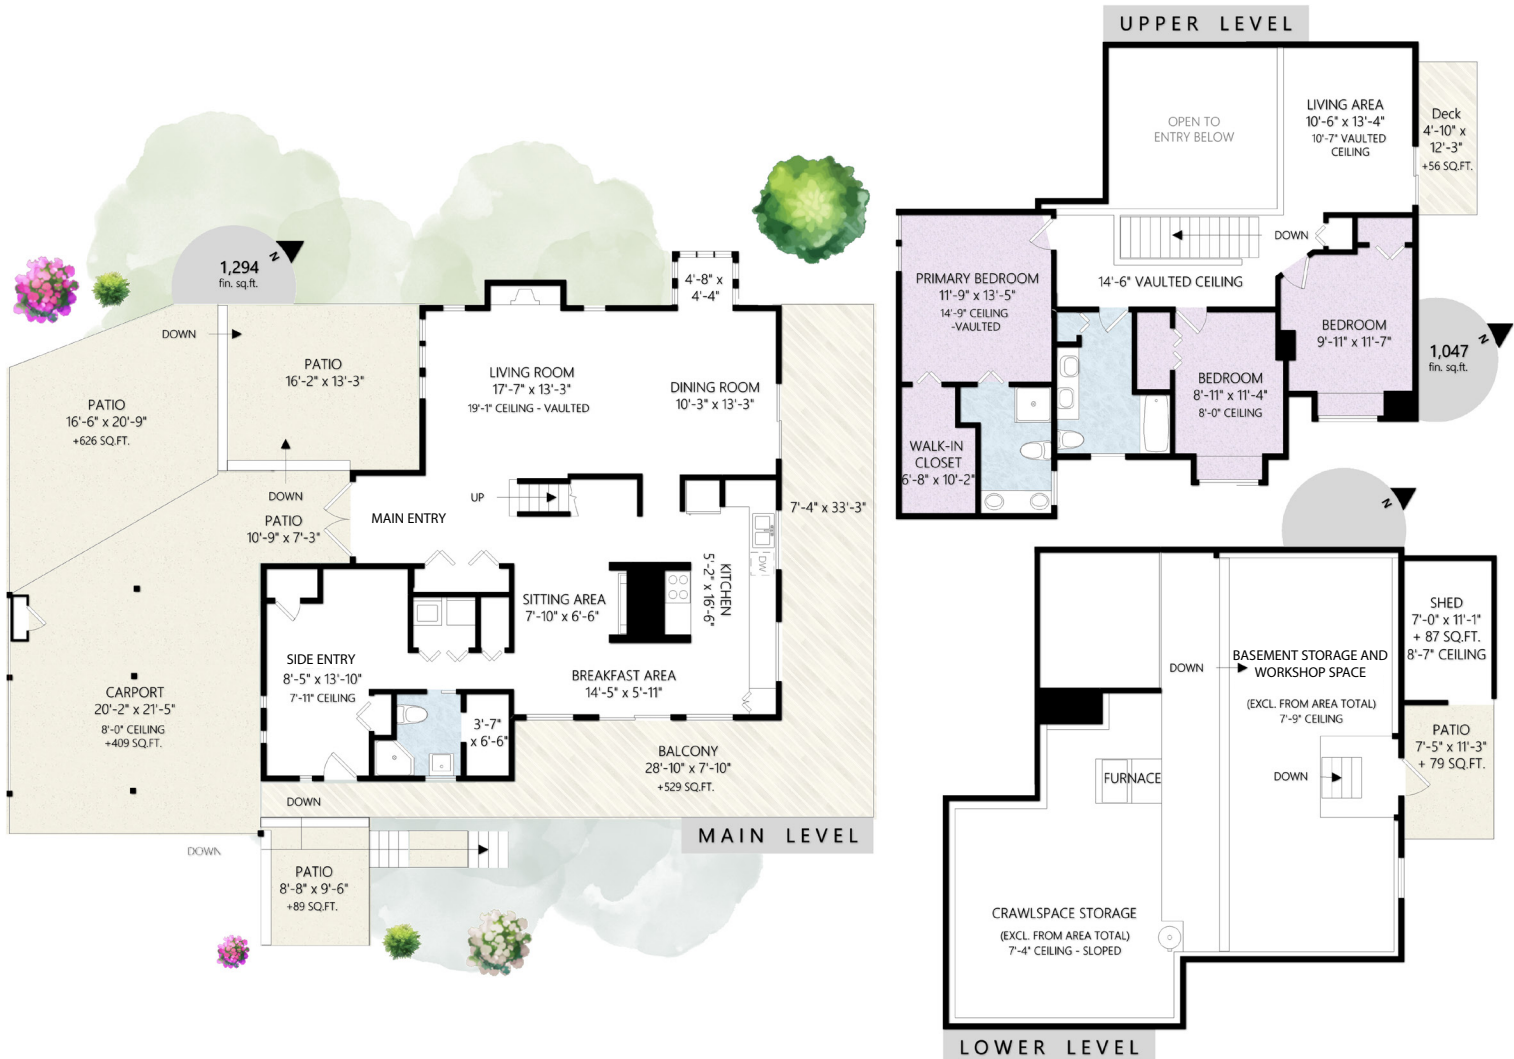 UPPER LEVEL
OPEN TO
ENTRY BELOW
LIVING AREA
10'-6" x 13'-4"
10'-7" VAULTED
CEILING
Deck
4'-10" x
12'-3"
+56 SQ.FT.
DOWN
14'-6" VAULTED CEILING
PRIMARY BEDROOM
11'-9" x 13'-5"
14'-9" CEILING
-VAULTED
BEDROOM
9'-11" x 11'-7"
N
1,047
fin. sq.ft.
BEDROOM
8'-11" x 11'-4"
8'-0" CEILING
WALK-IN
CLOSET
6'-8" x 10'-2"
1,294
fin. sq.ft.
N
DOWN
PATIO
16'-2" x 13'-3"
PATIO
16'-6" x 20'-9"
+626 SQ.FT.
4'-8" x
4'-4"
LIVING ROOM
17'-7" x 13'-3"
19'-1" CEILING - VAULTED
DINING ROOM
10'-3" x 13'-3"
DOWN
PATIO
10'-9" x 7'-3"
MAIN ENTRY
UP
7'-4" x 33'-3"
KITCHEN
5'-2" x 16'-6"
DW
SITTING AREA
7'-10" x 6'-6"
BREAKFAST AREA
14'-5" x 5'-11"
SIDE ENTRY
8'-5" x 13'-10"
7'-11" CEILING
CARPORT
20'-2" x 21'-5"
8'-0" CEILING
+409 SQ.FT.
3'-7"
x 6'-6"
BALCONY
28'-10" x 7'-10"
+529 SQ.FT.
DOWN
MAIN LEVEL
DOWN
PATIO
8'-8" x 9'-6"
+89 SQ.FT.
N
SHED
7'-0" x 11'-1"
+ 87 SQ.FT.
8'-7" CEILING
DOWN
BASEMENT STORAGE AND
WORKSHOP SPACE
(EXCL. FROM AREA TOTAL)
7'-9" CEILING
PATIO
7'-5" x 11'-3"
+ 79 SQ.FT.
DOWN
FURNACE
CRAWLSPACE STORAGE
(EXCL. FROM AREA TOTAL)
7'-4" CEILING - SLOPED
LOWER LEVEL